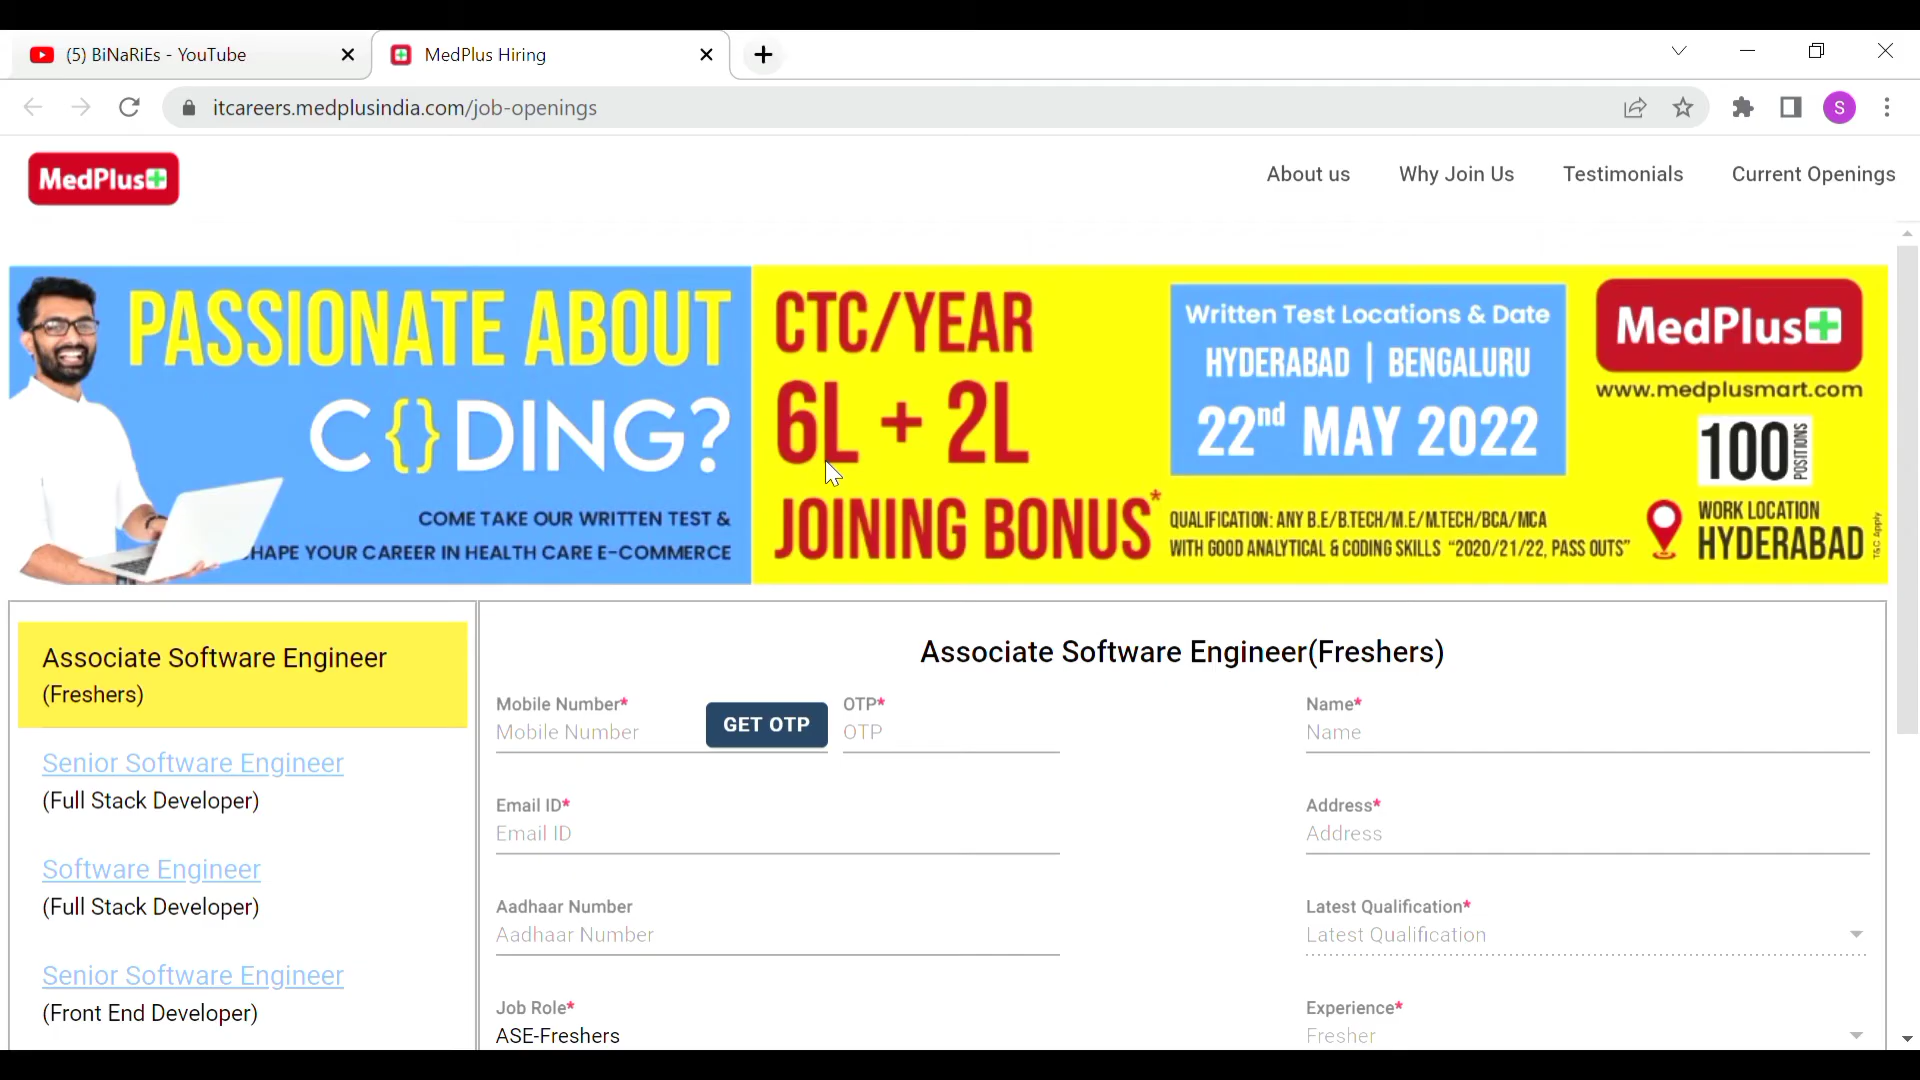 (5) BiNaRiEs - YouTube
MedPlus Hiring
itcareers.medplusindia.com/job-openings
S
MedPlus
About us
Why Join Us
Testimonials
Current Openings
PASSIONATE ABOUT
C{}DING?
COME TAKE OUR WRITTEN TEST &
HAPE YOUR CAREER IN HEALTH CARE E-COMMERCE
CTC/YEAR
6L + 2L
JOINING BONUS*
Written Test Locations & Date
HYDERABAD | BENGALURU
22nd MAY 2022
QUALIFICATION: ANY B.E/B.TECH/M.E/M.TECH/BCA/MCA
WITH GOOD ANALYTICAL & CODING SKILLS "2020/21/22, PASS OUTS"
MedPlus
www.medplusmart.com
100 POSITIONS
WORK LOCATION
HYDERABAD
T&C Apply
Associate Software Engineer
(Freshers)
Senior Software Engineer
(Full Stack Developer)
Software Engineer
(Full Stack Developer)
Senior Software Engineer
(Front End Developer)
Associate Software Engineer(Freshers)
Mobile Number*
Mobile Number
GET OTP
OTP*
OTP
Name*
Name
Email ID*
Email ID
Address*
Address
Aadhaar Number
Aadhaar Number
Latest Qualification*
Latest Qualification
Job Role*
ASE-Freshers
Experience*
Fresher